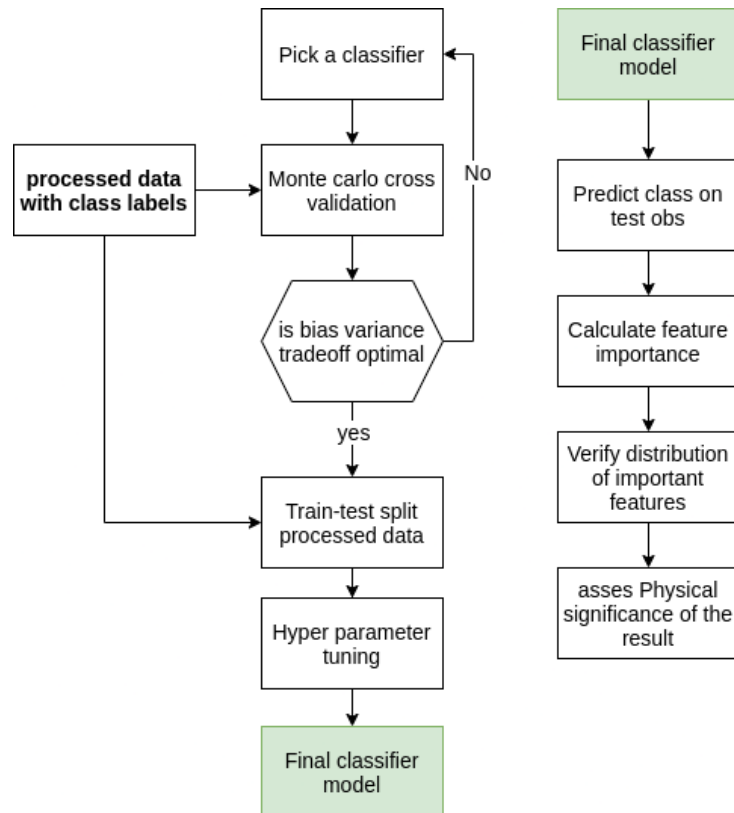 Pick a classifier
processed data
with class labels
Monte carlo cross
validation
No
is bias variance
tradeoff optimal
yes
Train-test split
processed data
Hyper parameter
tuning
Final classifier
model
Final classifier
model
Predict class on
test obs
Calculate feature
importance
Verify distribution
of important
features
asses Physical
significance of the
result